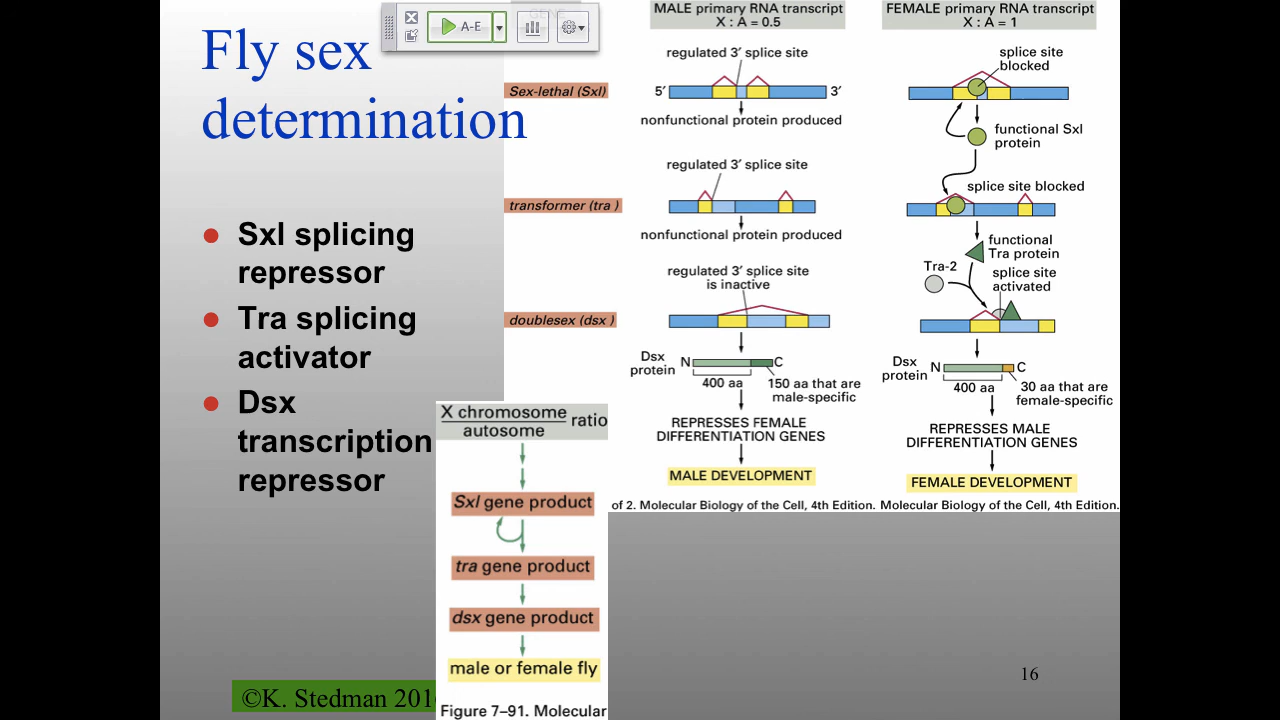 Fly sex
determination
A-E
Sxl splicing
repressor
Tra splicing
activator
Dsx
transcription
repressor
MALE primary RNA transcript
X : A = 0.5
regulated 3′ splice site
Sex-lethal (Sxl)
5′
3′
nonfunctional protein produced
regulated 3′ splice site
transformer (tra )
nonfunctional protein produced
regulated 3′ splice site
is inactive
doublesex (dsx )
Dsx
protein
N
C
400 aa
150 aa that are
male-specific
REPRESSES FEMALE
DIFFERENTIATION GENES
MALE DEVELOPMENT
of 2. Molecular Biology of the Cell, 4th Edition.
FEMALE primary RNA transcript
X : A = 1
splice site
blocked
functional Sxl
protein
splice site blocked
functional
Tra protein
Tra-2
splice site
activated
Dsx
protein
N
C
400 aa
30 aa that are
female-specific
REPRESSES MALE
DIFFERENTIATION GENES
FEMALE DEVELOPMENT
Molecular Biology of the Cell, 4th Edition.
X chromosome
autosome
ratio
Sxl gene product
tra gene product
dsx gene product
male or female fly
Figure 7–91. Molecular
©K. Stedman 201
16